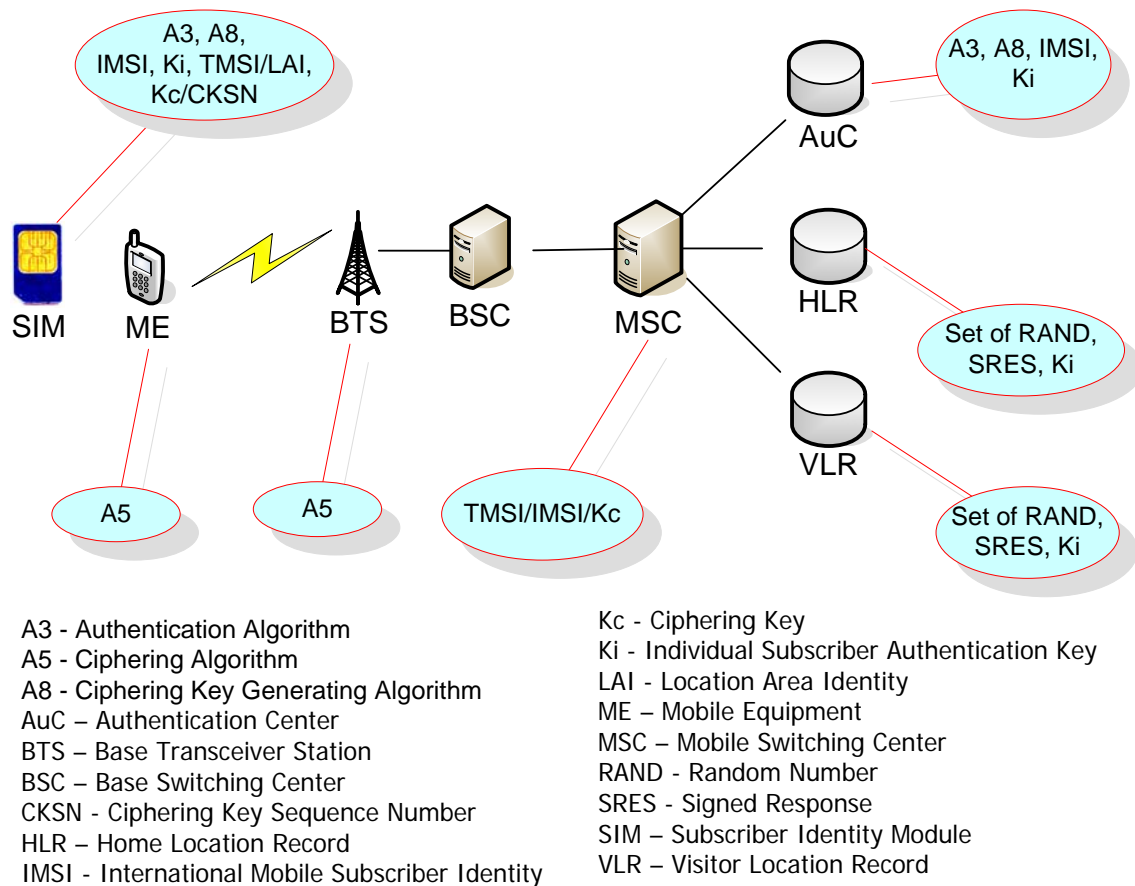 A3, A8,
IMSI, Ki, TMSI/LAI,
Kc/CKSN
A3, A8, IMSI,
Ki
AuC
SIM
ME
BTS
BSC
MSC
HLR
Set of RAND,
SRES, Ki
VLR
A5
A5
TMSI/IMSI/Kc
Set of RAND,
SRES, Ki
A3 - Authentication Algorithm
A5 - Ciphering Algorithm
A8 - Ciphering Key Generating Algorithm
AuC – Authentication Center
BTS – Base Transceiver Station
BSC – Base Switching Center
CKSN - Ciphering Key Sequence Number
HLR – Home Location Record
IMSI - International Mobile Subscriber Identity
Kc - Ciphering Key
Ki - Individual Subscriber Authentication Key
LAI - Location Area Identity
ME – Mobile Equipment
MSC – Mobile Switching Center
RAND - Random Number
SRES - Signed Response
SIM – Subscriber Identity Module
VLR – Visitor Location Record